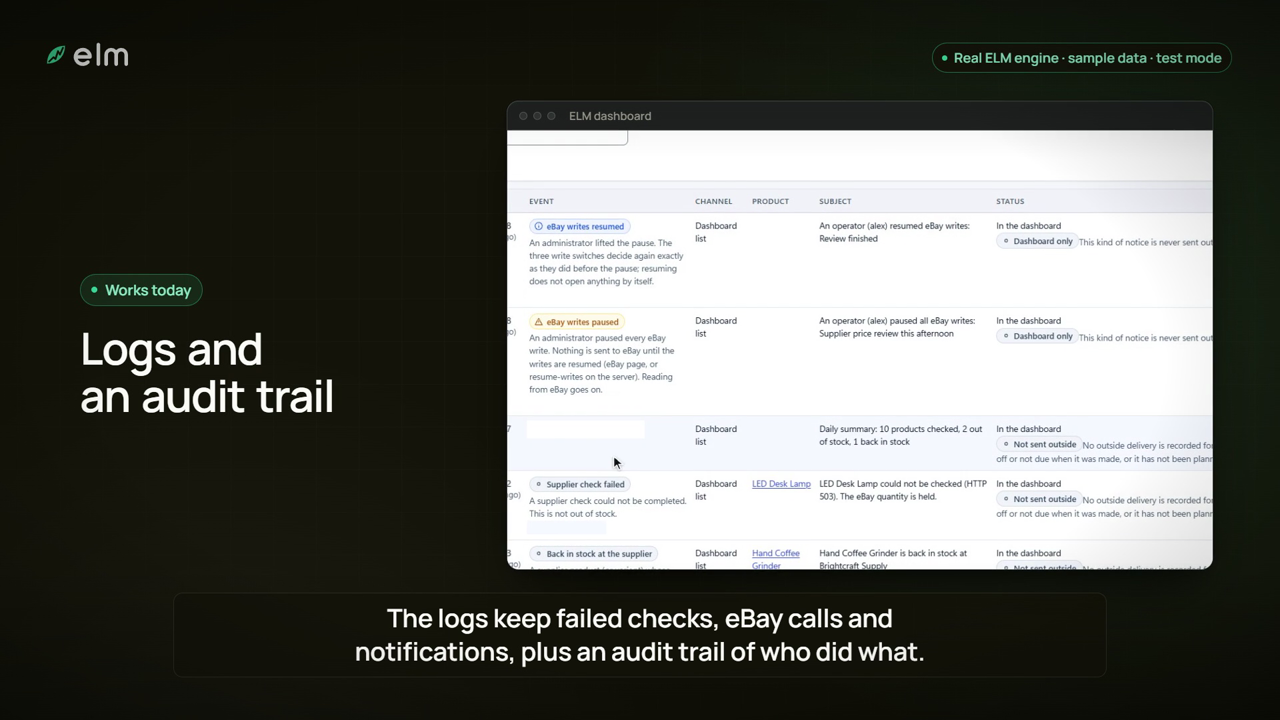 elm
Real ELM engine · sample data · test mode
ELM dashboard
EVENT CHANNEL PRODUCT SUBJECT STATUS
eBay writes resumed
An administrator lifted the pause. The
three write switches decide again exactly
as they did before the pause; resuming
does not open anything by itself.
Dashboard
list
An operator (alex) resumed eBay writes:
Review finished
In the dashboard
Dashboard only This kind of notice is never sent out
eBay writes paused
An administrator paused every eBay
write. Nothing is sent to eBay until the
writes are resumed (eBay page, or
resume-writes on the server). Reading
from eBay goes on.
Dashboard
list
An operator (alex) paused all eBay writes:
Supplier price review this afternoon
In the dashboard
Dashboard only This kind of notice is never sent out
Dashboard
list
Daily summary: 10 products checked, 2 out
of stock, 1 back in stock
In the dashboard
Not sent outside No outside delivery is recorded for
off or not due when it was made, or it has not been plann
Supplier check failed
A supplier check could not be completed.
This is not out of stock.
Dashboard
list
LED Desk Lamp
LED Desk Lamp could not be checked (HTTP
503). The eBay quantity is held.
In the dashboard
Not sent outside No outside delivery is recorded for
off or not due when it was made, or it has not been plann
Back in stock at the supplier
Dashboard
list
Hand Coffee
Grinder
Hand Coffee Grinder is back in stock at
Brightcraft Supply
In the dashboard
Works today
Logs and
an audit trail
The logs keep failed checks, eBay calls and
notifications, plus an audit trail of who did what.